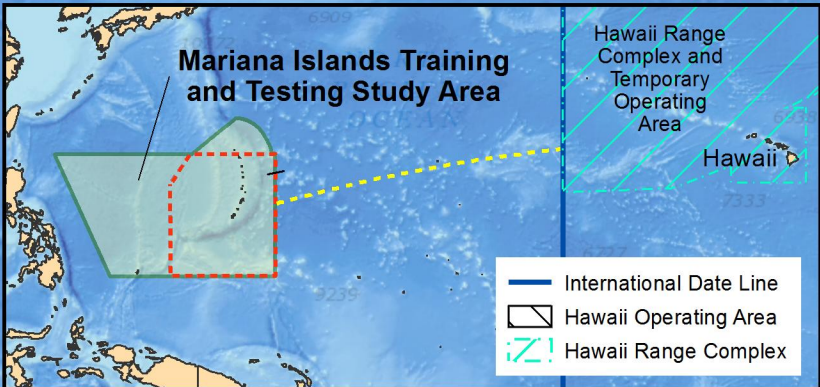 6909
Mariana Islands Training
and Testing Study Area
OCEAN
Hawaii Range
Complex and
Temporary
Operating
Area
Hawaii
7333
9239
International Date Line
Hawaii Operating Area
Hawaii Range Complex